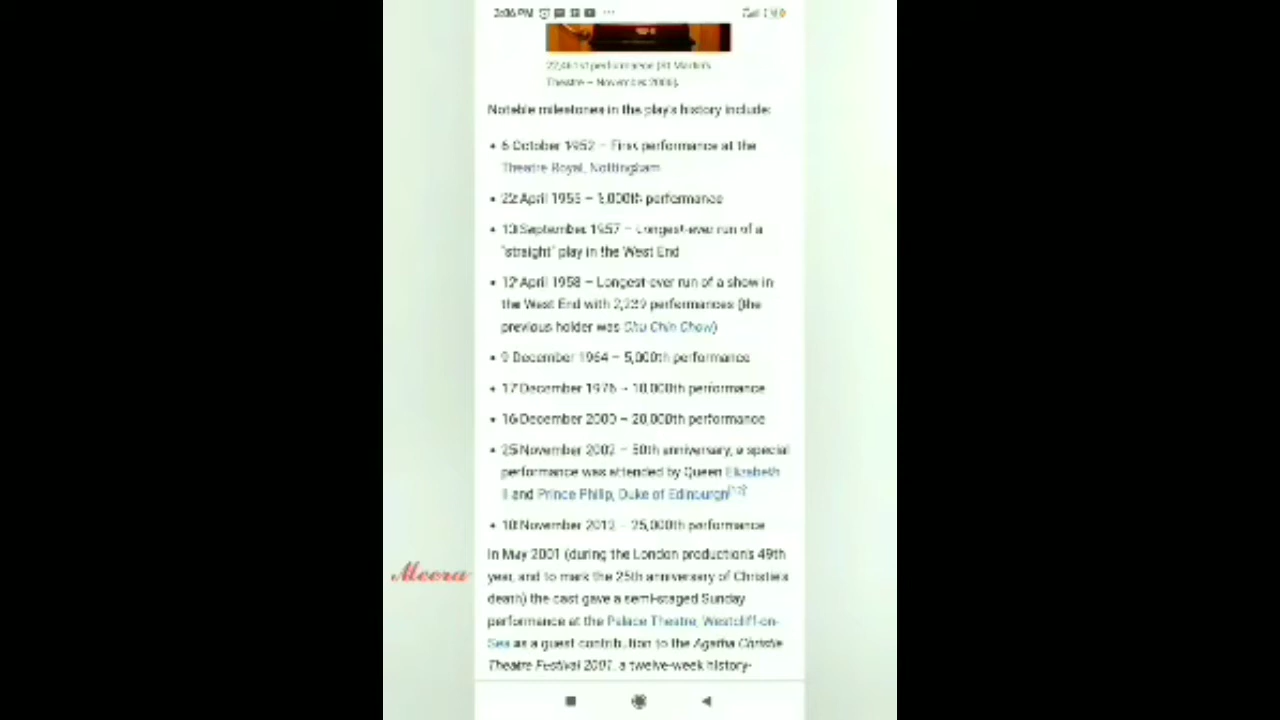 2:06 PM
Theatre – November 2006).
Notable milestones in the play's history include:
• 6 October 1952 – First performance at the
Theatre Royal, Nottingham
• 22 April 1955 – 1,000th performance
• 13 September 1957 – Longest-ever run of a
"straight" play in the West End
• 12 April 1958 – Longest-ever run of a show in
the West End with 2,239 performances (the
previous holder was Chu Chin Chow)
• 9 December 1964 – 5,000th performance
• 17 December 1976 – 10,000th performance
• 16 December 2000 – 20,000th performance
• 25 November 2002 – 50th anniversary, a special
performance was attended by Queen Elizabeth
II and Prince Philip, Duke of Edinburgh
• 18 November 2012 – 25,000th performance
In May 2001 (during the London production's 49th
year, and to mark the 25th anniversary of Christie's
death) the cast gave a semi-staged Sunday
performance at the Palace Theatre, Westcliff-on-
Sea as a guest contribution to the Agatha Christie
Theatre Festival 2001, a twelve-week history-
Meera